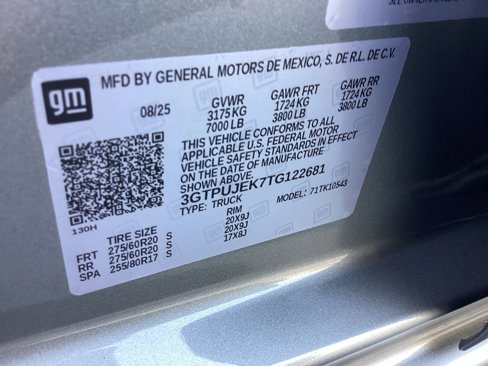 SEE OWNER'S MANUAL
gm
MFD BY GENERAL MOTORS DE MEXICO, S. DE R.L. DE C.V.
08/25 GVWR GAWR FRT GAWR RR
3175 KG 1724 KG 1724 KG
7000 LB 3800 LB 3800 LB
THIS VEHICLE CONFORMS TO ALL
APPLICABLE U.S. FEDERAL MOTOR
VEHICLE SAFETY STANDARDS IN EFFECT
ON THE DATE OF MANUFACTURE
SHOWN ABOVE.
3GTPUJEK7TG122681
TYPE: TRUCK MODEL: 71TK10543
130H
TIRE SIZE RIM
FRT 275/60R20 S 20X9J
RR 275/60R20 S 20X9J
SPA 255/80R17 S 17X8J